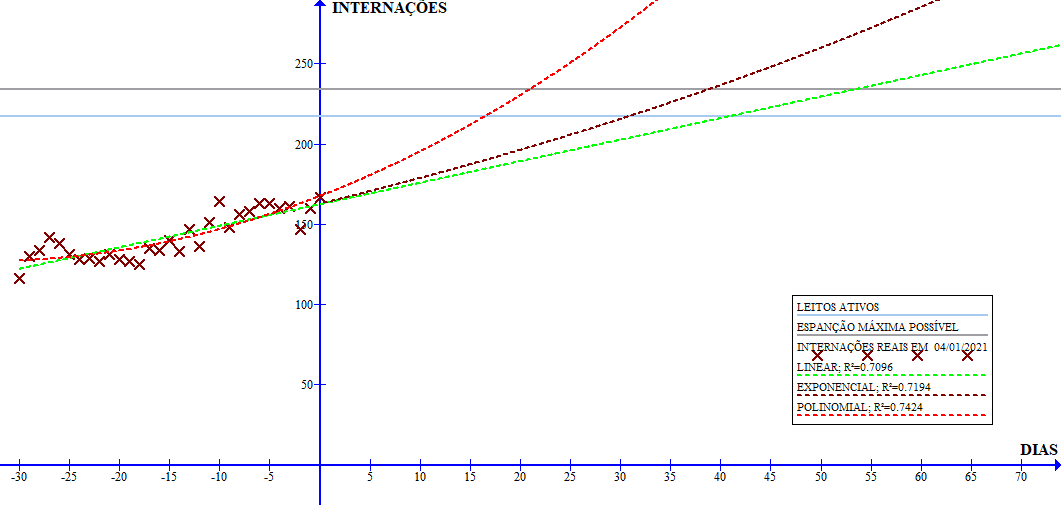 INTERNAÇÕES
250
200
150
100
50
LEITOS ATIVOS
ESPANÇÃO MÁXIMA POSSÍVEL
INTERNAÇÕES REAIS EM 04/01/2021
LINEAR; R²=0.7096
EXPONENCIAL; R²=0.7194
POLINOMIAL; R²=0.7424
DIAS
-30 -25 -20 -15 -10 -5 5 10 15 20 25 30 35 40 45 50 55 60 65 70